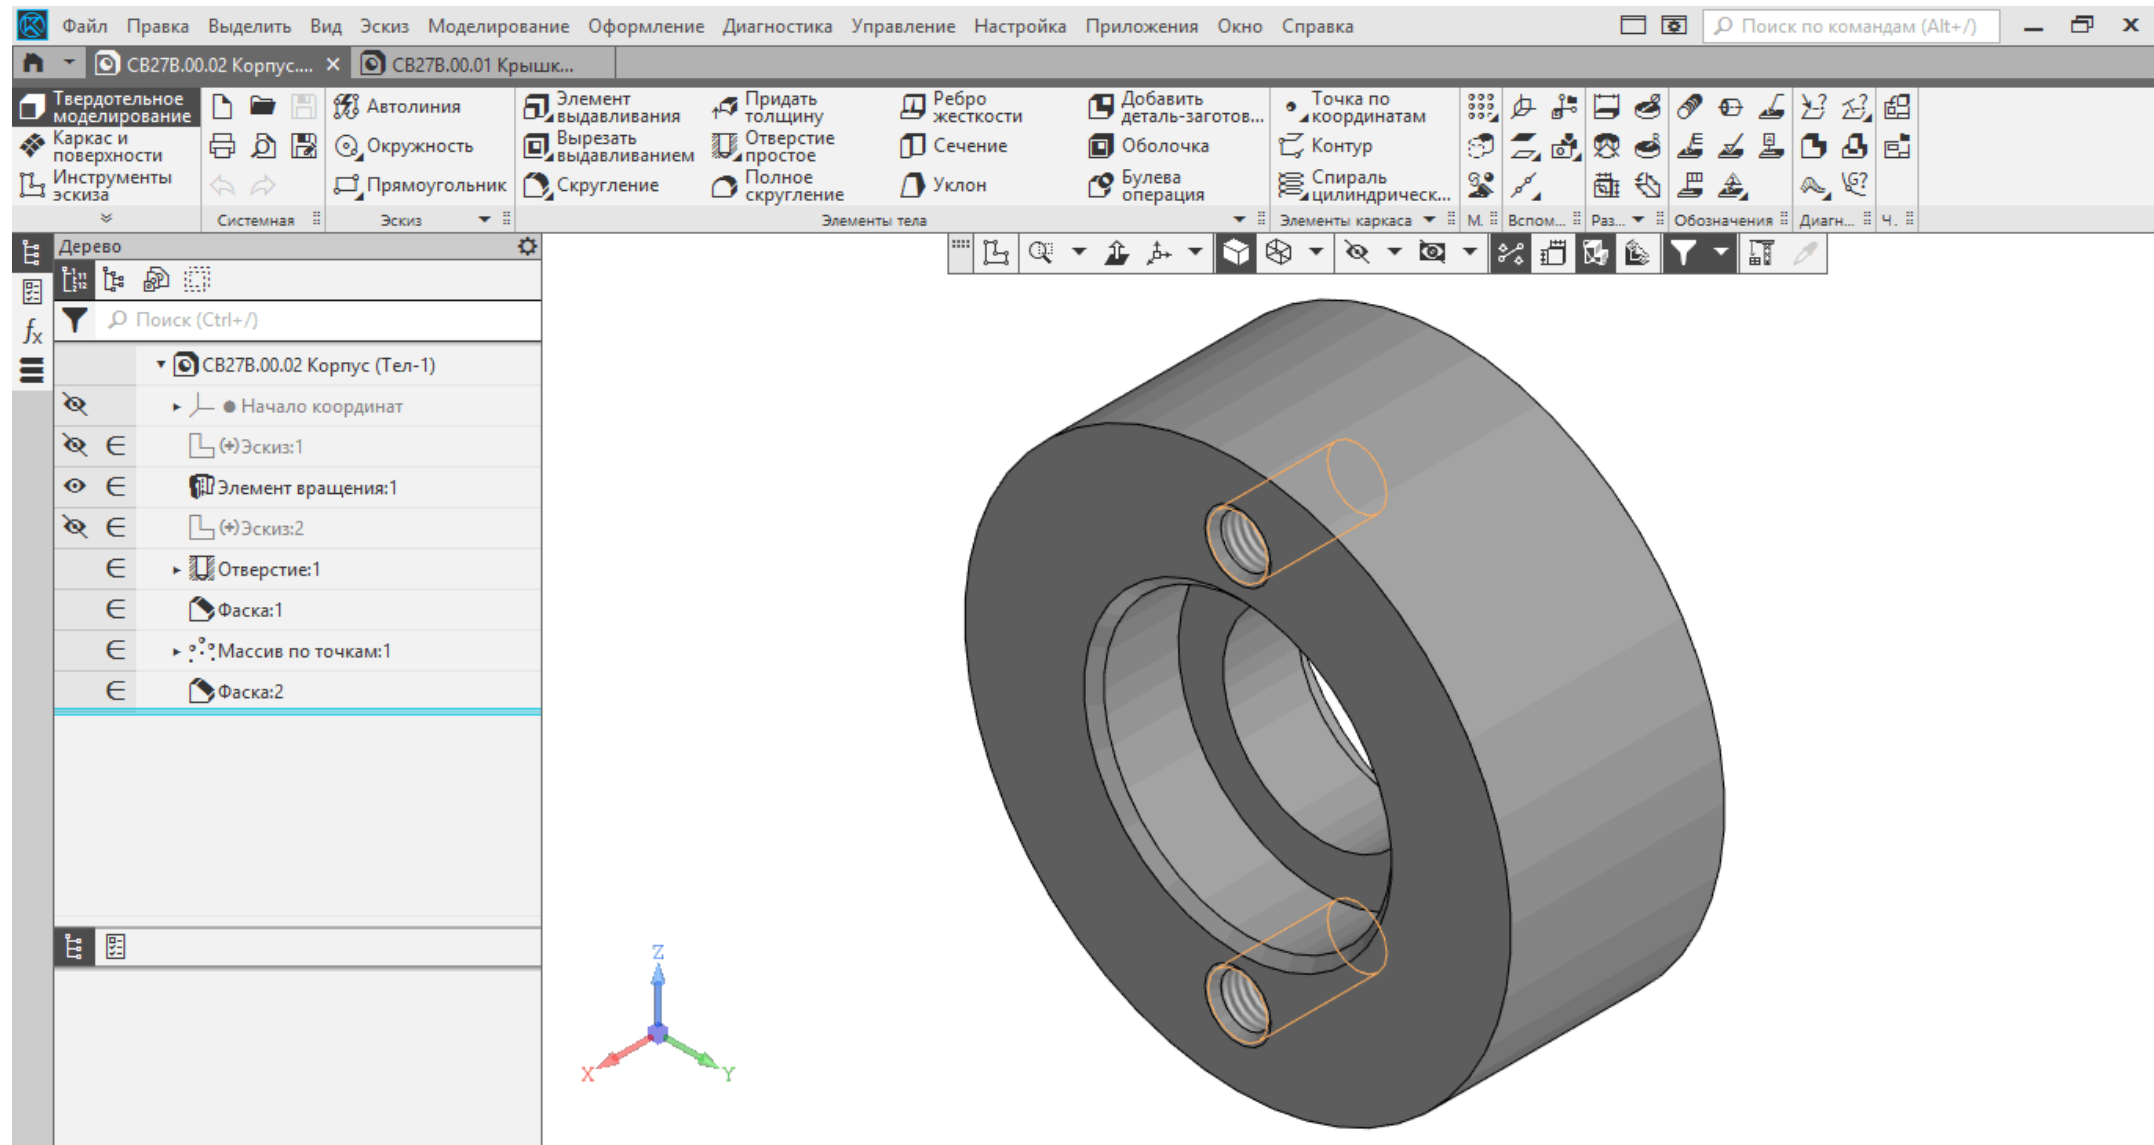 Файл Правка Выделить Вид Эскиз Моделирование Оформление Диагностика Управление Настройка Приложения Окно Справка
Поиск по командам (Alt+/)
СВ27В.00.02 Корпус....
СВ27В.00.01 Крышк...
Твердотельное
моделирование
Каркас и
поверхности
Инструменты
эскиза
Системная
Автолиния
Окружность
Прямоугольник
Эскиз
Элемент
выдавливания
Вырезать
выдавливанием
Скругление
Придать
толщину
Отверстие
простое
Полное
скругление
Ребро
жесткости
Сечение
Уклон
Добавить
деталь-заготов...
Оболочка
Булева
операция
Элементы тела
Точка по
координатам
Контур
Спираль
цилиндрическ...
Элементы каркаса
М.
Вспом...
Раз...
Обозначения
Диагн...
Ч.
Дерево
Поиск (Ctrl+/)
fx
СВ27В.00.02 Корпус (Тел-1)
Начало координат
(+)Эскиз:1
Элемент вращения:1
(+)Эскиз:2
Отверстие:1
Фаска:1
Массив по точкам:1
Фаска:2
Z
X
Y